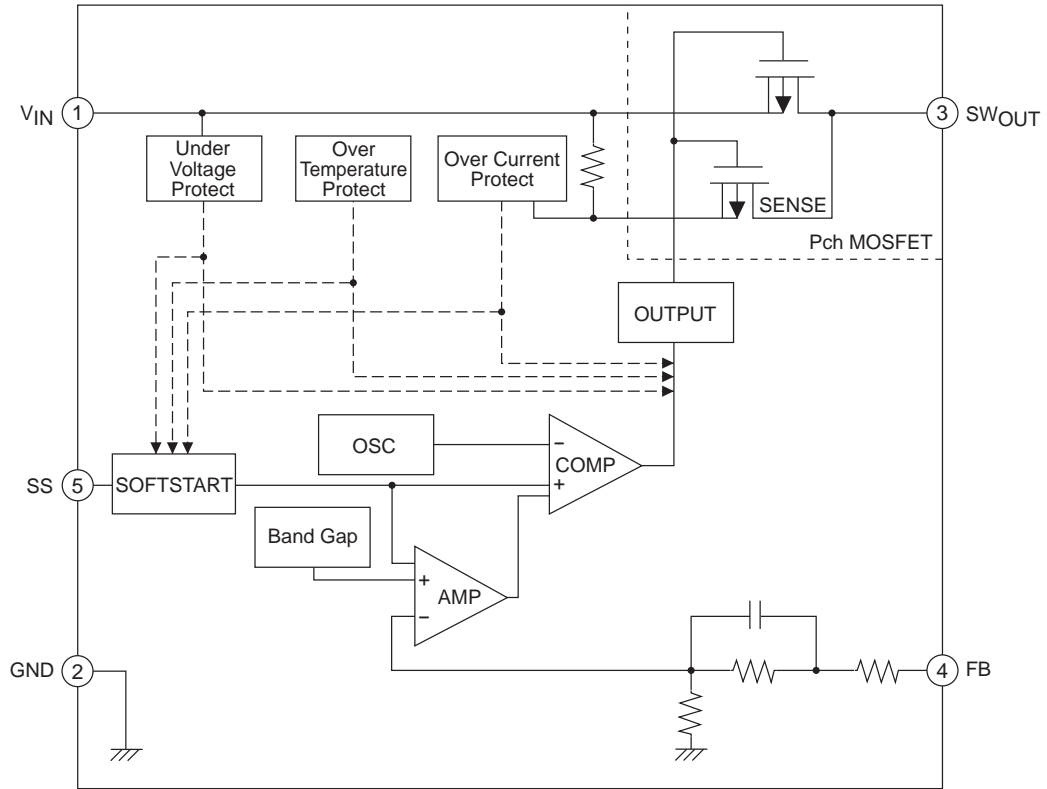 VIN
1
3
SWOUT
Under
Voltage
Protect
Over
Temperature
Protect
Over Current
Protect
SENSE
Pch MOSFET
OUTPUT
OSC
−
COMP
+
SS
5
SOFTSTART
Band Gap
+
AMP
−
GND
2
4
FB